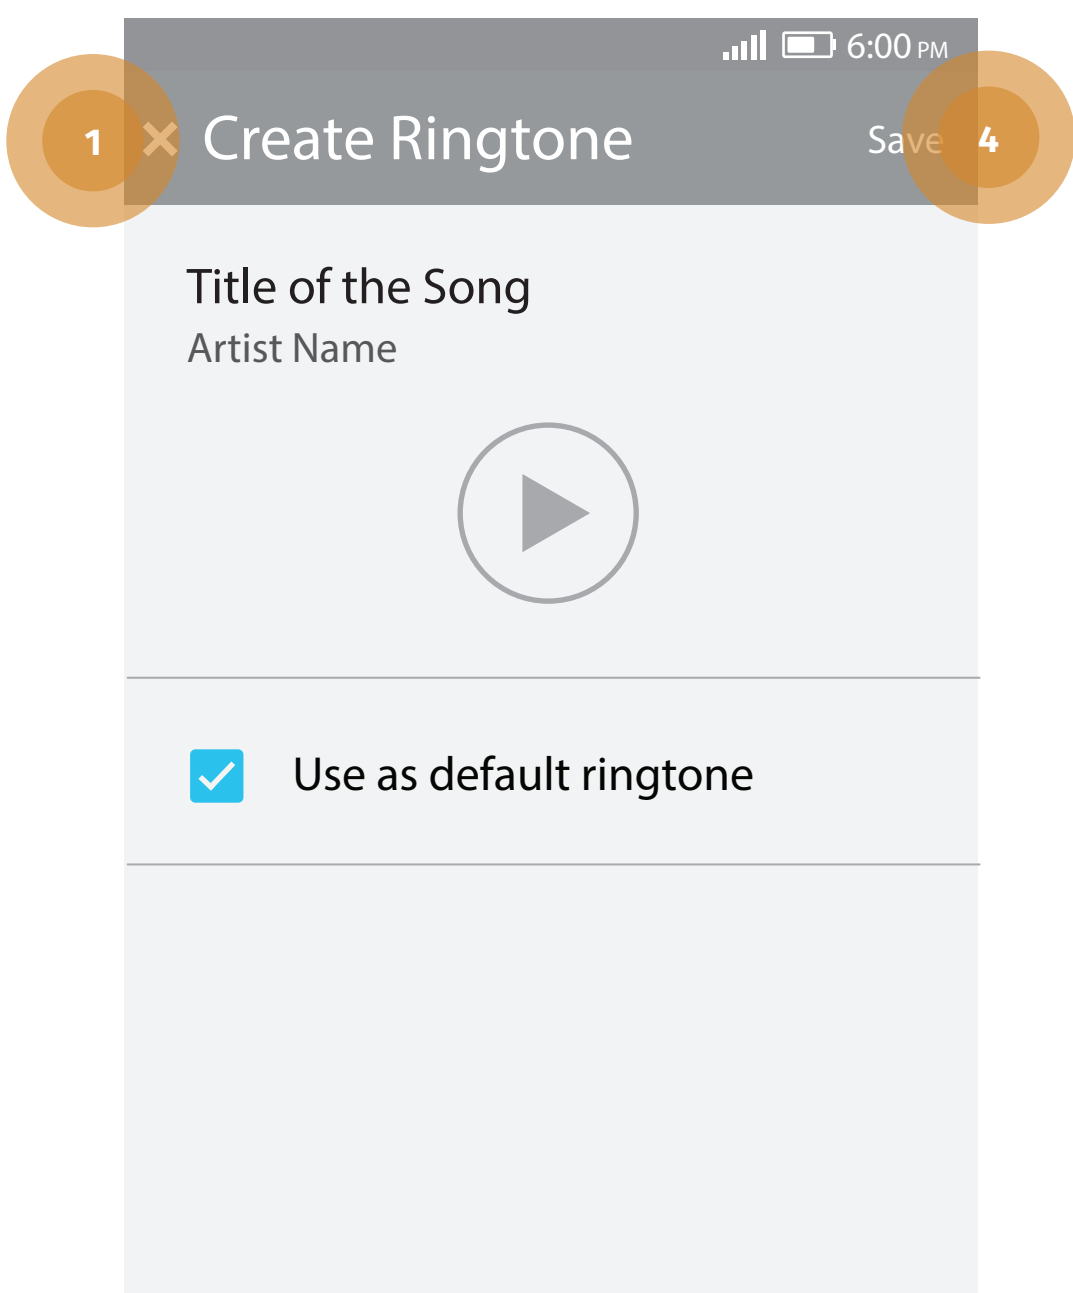 6:00 PM
1 × Create Ringtone Save 4
Title of the Song
Artist Name
Use as default ringtone